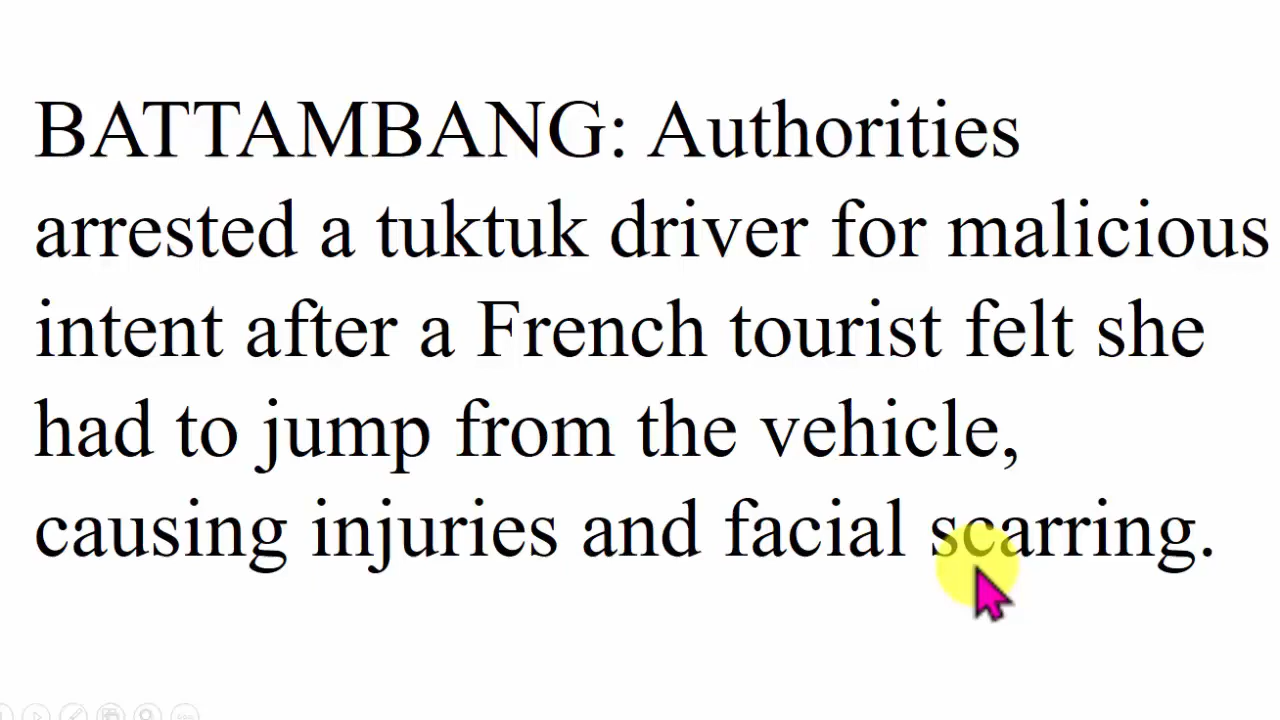 BATTAMBANG: Authorities
arrested a tuktuk driver for malicious
intent after a French tourist felt she
had to jump from the vehicle,
causing injuries and facial scarring.